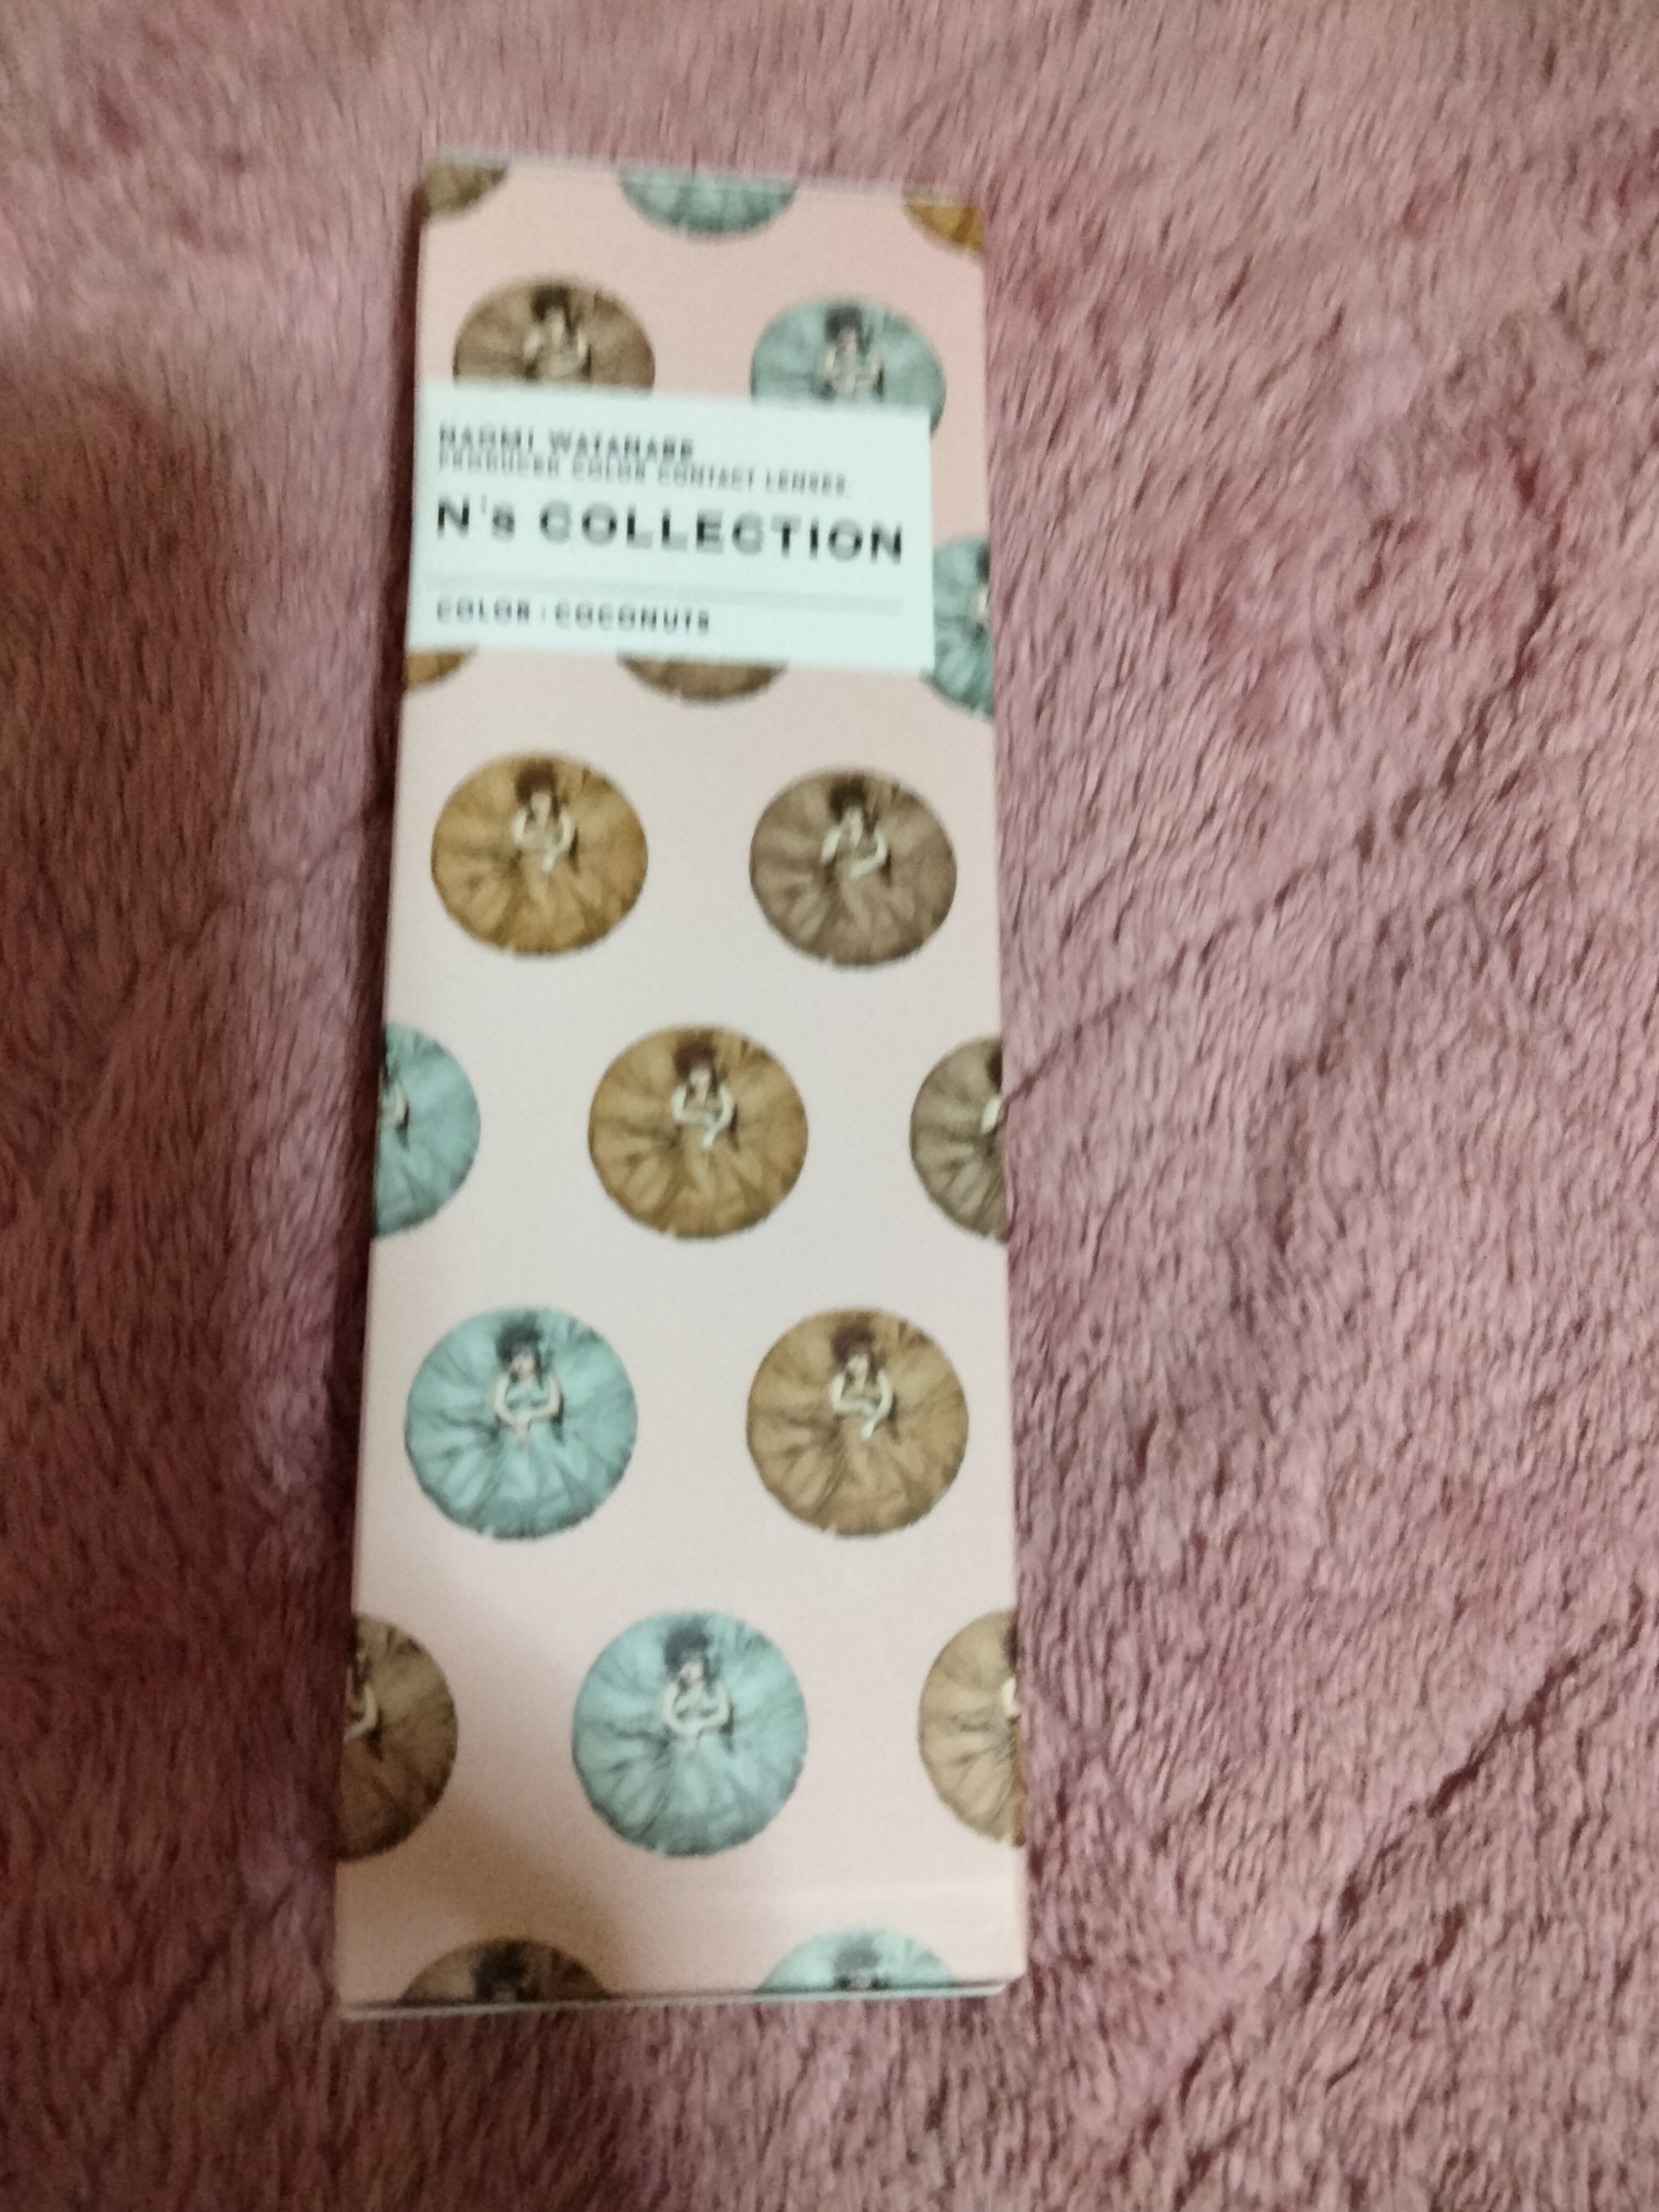 NAOMI WATANABE
PRODUCED COLOR CONTACT LENSES
N's COLLECTION
COLOR : COCONUTS